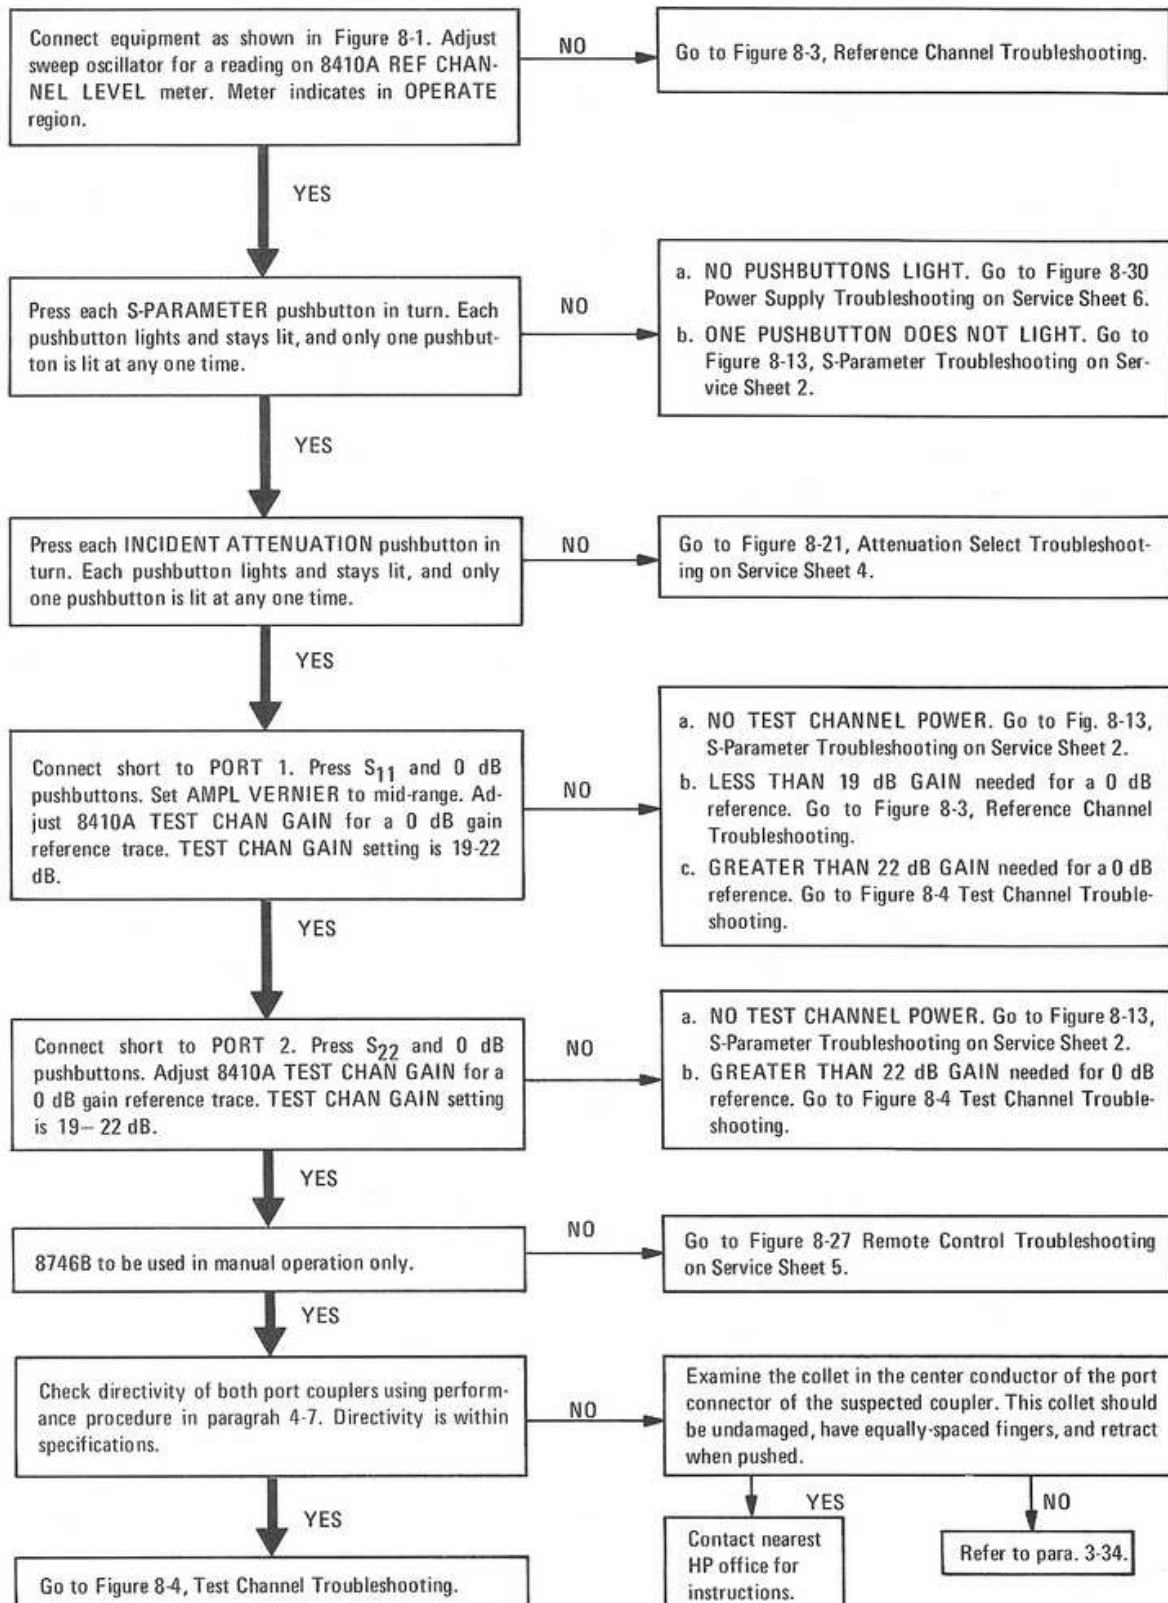 Connect equipment as shown in Figure 8-1. Adjust
sweep oscillator for a reading on 8410A REF CHAN-
NEL LEVEL meter. Meter indicates in OPERATE
region.
NO
Go to Figure 8-3, Reference Channel Troubleshooting.
YES
Press each S-PARAMETER pushbutton in turn. Each
pushbutton lights and stays lit, and only one pushbut-
ton is lit at any one time.
NO
a. NO PUSHBUTTONS LIGHT. Go to Figure 8-30
Power Supply Troubleshooting on Service Sheet 6.
b. ONE PUSHBUTTON DOES NOT LIGHT. Go to
Figure 8-13, S-Parameter Troubleshooting on Ser-
vice Sheet 2.
YES
Press each INCIDENT ATTENUATION pushbutton in
turn. Each pushbutton lights and stays lit, and only
one pushbutton is lit at any one time.
NO
Go to Figure 8-21, Attenuation Select Troubleshoot-
ing on Service Sheet 4.
YES
Connect short to PORT 1. Press S11 and 0 dB
pushbuttons. Set AMPL VERNIER to mid-range. Ad-
just 8410A TEST CHAN GAIN for a 0 dB gain
reference trace. TEST CHAN GAIN setting is 19-22
dB.
NO
a. NO TEST CHANNEL POWER. Go to Fig. 8-13,
S-Parameter Troubleshooting on Service Sheet 2.
b. LESS THAN 19 dB GAIN needed for a 0 dB
reference. Go to Figure 8-3, Reference Channel
Troubleshooting.
c. GREATER THAN 22 dB GAIN needed for a 0 dB
reference. Go to Figure 8-4 Test Channel Trouble-
shooting.
YES
Connect short to PORT 2. Press S22 and 0 dB
pushbuttons. Adjust 8410A TEST CHAN GAIN for a
0 dB gain reference trace. TEST CHAN GAIN setting
is 19– 22 dB.
NO
a. NO TEST CHANNEL POWER. Go to Figure 8-13,
S-Parameter Troubleshooting on Service Sheet 2.
b. GREATER THAN 22 dB GAIN needed for 0 dB
reference. Go to Figure 8-4 Test Channel Trouble-
shooting.
YES
8746B to be used in manual operation only.
NO
Go to Figure 8-27 Remote Control Troubleshooting
on Service Sheet 5.
YES
Check directivity of both port couplers using perform-
ance procedure in paragrah 4-7. Directivity is within
specifications.
NO
Examine the collet in the center conductor of the port
connector of the suspected coupler. This collet should
be undamaged, have equally-spaced fingers, and retract
when pushed.
YES
Go to Figure 8-4, Test Channel Troubleshooting.
YES
Contact nearest
HP office for
instructions.
NO
Refer to para. 3-34.